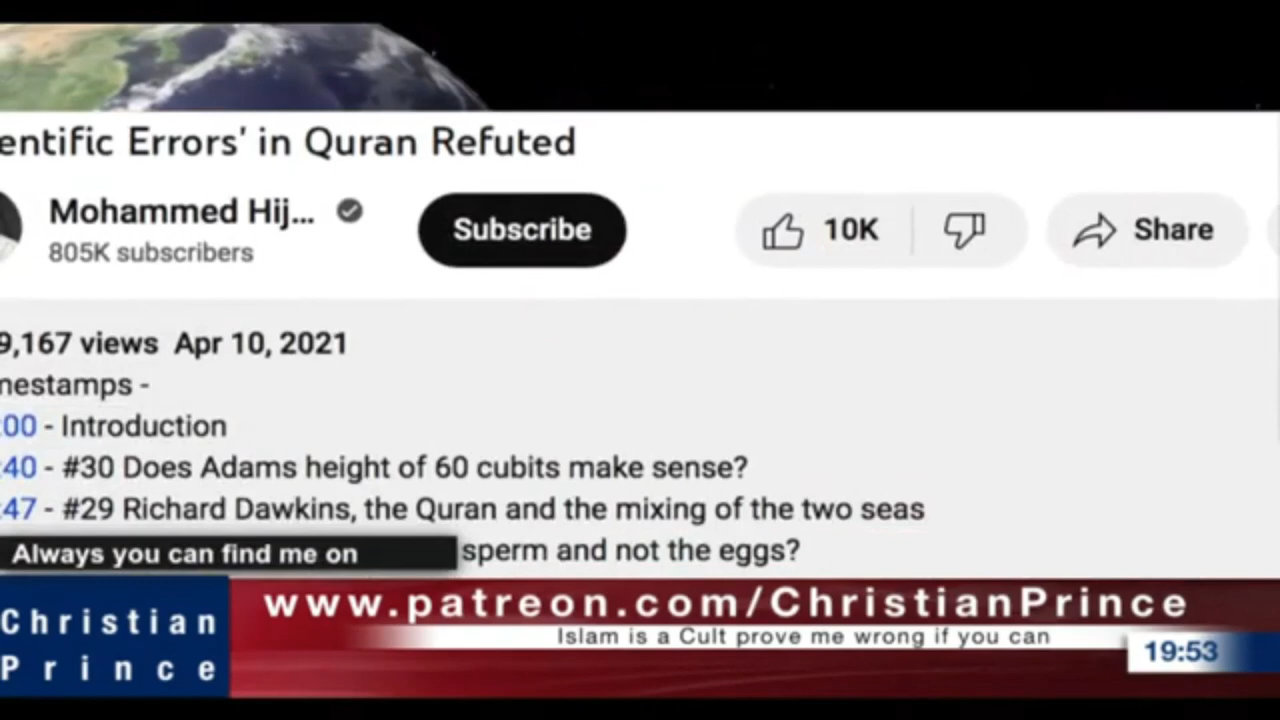 entific Errors' in Quran Refuted
Mohammed Hij...
805K subscribers
Subscribe
10K
Share
9,167 views Apr 10, 2021
mestamps -
:00 - Introduction
:40 - #30 Does Adams height of 60 cubits make sense?
:47 - #29 Richard Dawkins, the Quran and the mixing of the two seas
sperm and not the eggs?
Always you can find me on
Christian
Prince
www.patreon.com/ChristianPrince
Islam is a Cult prove me wrong if you can
19:53